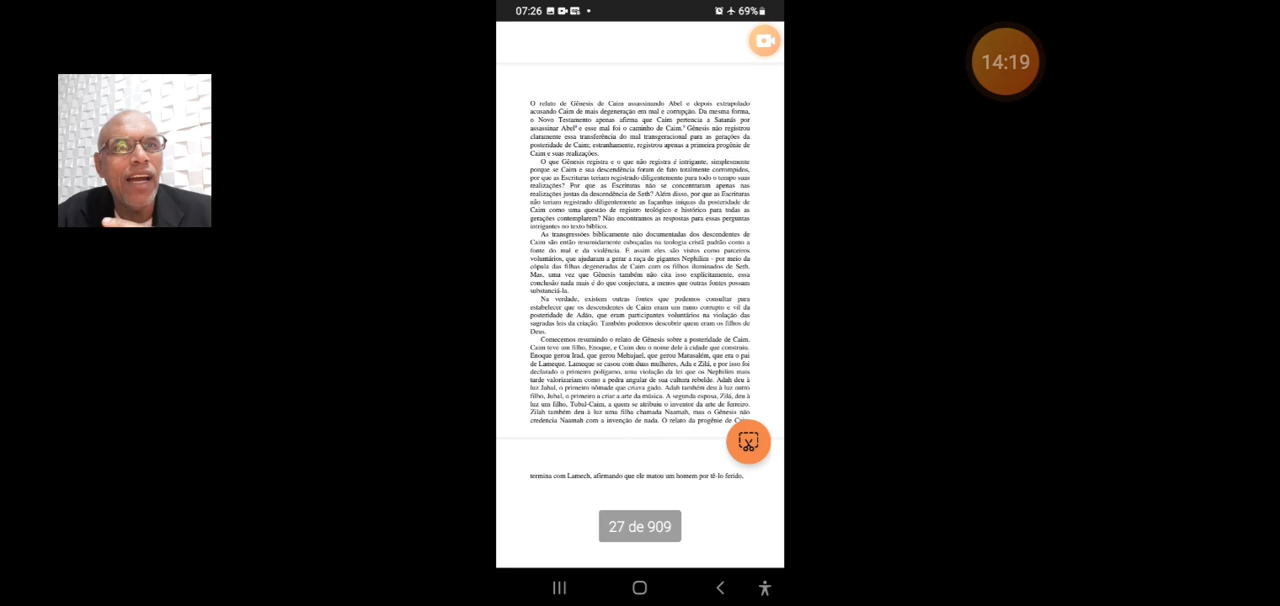 07:26
69%
14:19
O relato de Gênesis de Caim assassinando Abel e depois extrapolado
acusando Caim de mais degeneração em mal e corrupção. Da mesma forma,
o Novo Testamento apenas afirma que Caim pertencia a Satanás por
assassinar Abel⁸ e esse mal foi o caminho de Caim.⁹ Gênesis não registrou
claramente essa transferência do mal transgeracional para as gerações da
posteridade de Caim; estranhamente, registrou apenas a primeira progênie de
Caim e suas realizações.
O que Gênesis registra e o que não registra é intrigante, simplesmente
porque se Caim e sua descendência foram de fato totalmente corrompidos,
por que as Escrituras teriam registrado diligentemente para todo o tempo suas
realizações? Por que as Escrituras não se concentraram apenas nas
realizações justas da descendência de Seth? Além disso, por que as Escrituras
não teriam registrado diligentemente as façanhas iníquas da posteridade de
Caim como uma questão de registro teológico e histórico para todas as
gerações contemplarem? Não encontramos as respostas para essas perguntas
intrigantes no texto bíblico.
As transgressões biblicamente não documentadas dos descendentes de
Caim são então resumidamente esboçadas na teologia cristã padrão como a
fonte do mal e da violência. E assim eles são vistos como parceiros
voluntários, que ajudaram a gerar a raça de gigantes Nephilim - por meio da
cópula das filhas degeneradas de Caim com os filhos iluminados de Seth.
Mas, uma vez que Gênesis também não cita isso explicitamente, essa
conclusão nada mais é do que conjectura, a menos que outras fontes possam
substanciá-la.
Na verdade, existem outras fontes que podemos consultar para
estabelecer que os descendentes de Caim eram um ramo corrupto e vil da
posteridade de Adão, que eram participantes voluntários na violação das
sagradas leis da criação. Também podemos descobrir quem eram os filhos de
Deus.
Comecemos resumindo o relato de Gênesis sobre a posteridade de Caim.
Caim teve um filho, Enoque, e Caim deu o nome dele à cidade que construiu.
Enoque gerou Irad, que gerou Mehujael, que gerou Matusalém, que era o pai
de Lameque. Lameque se casou com duas mulheres, Ada e Zilá, e por isso foi
declarado o primeiro polígamo, uma violação da lei que os Nephilim mais
tarde valorizariam como a pedra angular de sua cultura rebelde. Adah deu à
luz Jabal, o primeiro nômade que criava gado. Adah também deu à luz outro
filho, Jubal, o primeiro a criar a arte da música. A segunda esposa, Zilá, deu à
luz um filho, Tubal-Caim, a quem se atribuiu o inventor da arte de ferreiro.
Zilah também deu à luz uma filha chamada Naamah, mas o Gênesis não
credencia Naamah com a invenção de nada. O relato da progênie de
termina com Lamech, afirmando que ele matou um homem por tê-lo ferido,
27 de 909